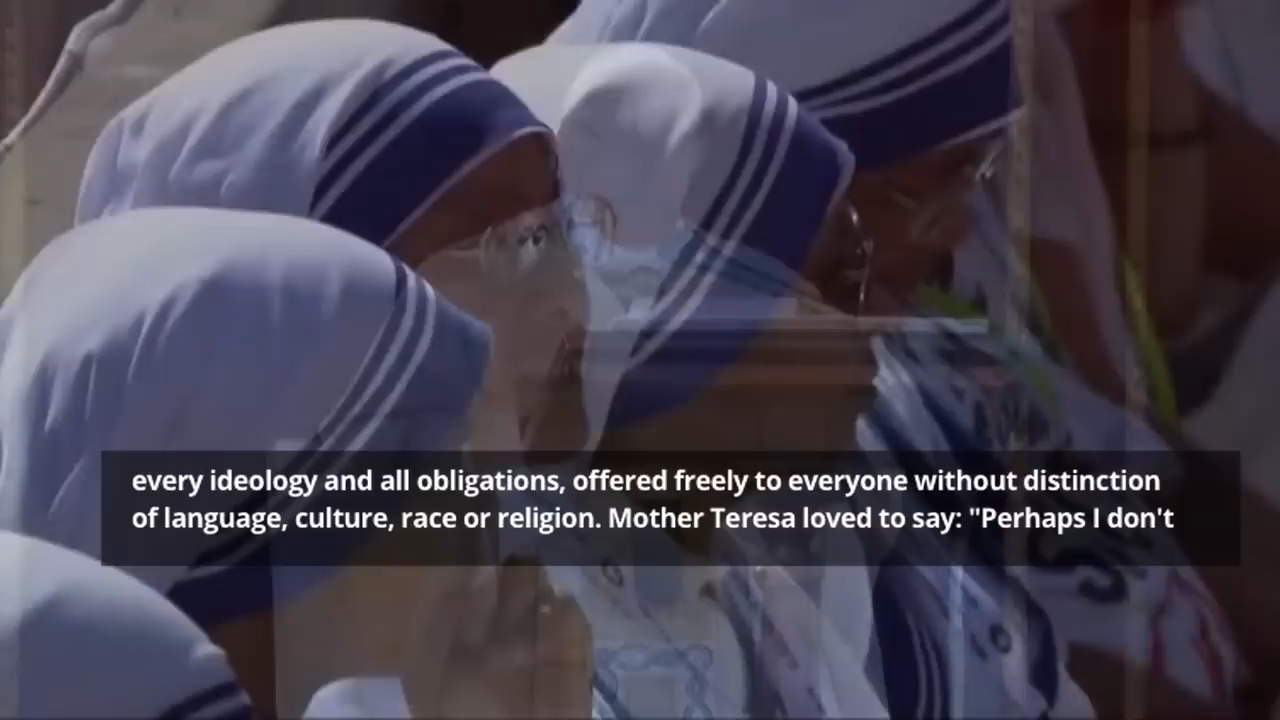 every ideology and all obligations, offered freely to everyone without distinction
of language, culture, race or religion. Mother Teresa loved to say: "Perhaps I don't